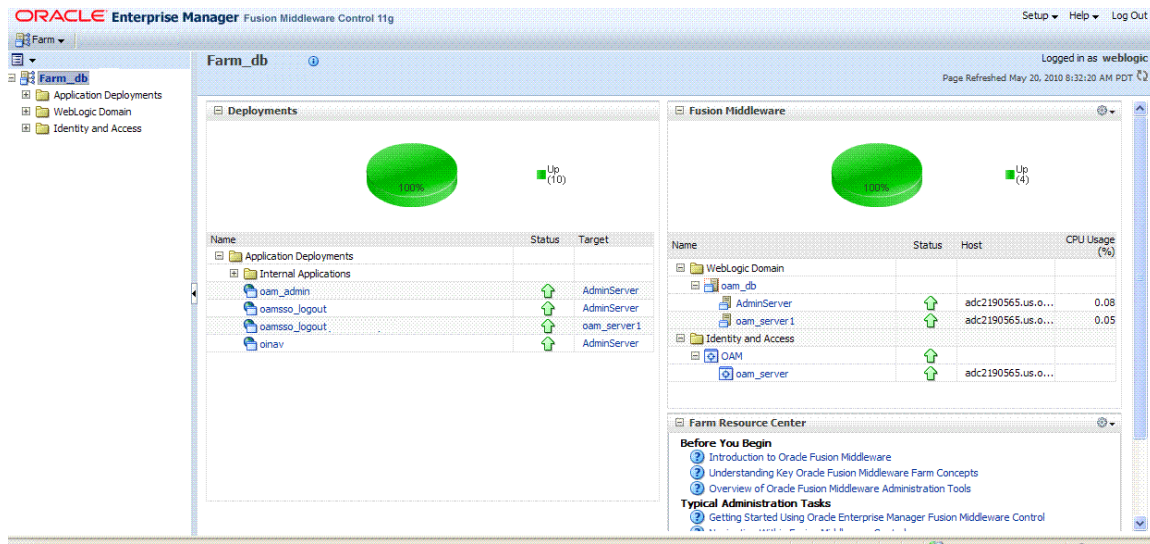 ORACLE Enterprise Manager Fusion Middleware Control 11g
Setup Help Log Out
Farm
Farm_db
Logged in as weblogic
Page Refreshed May 20, 2010 8:32:20 AM PDT
Farm_db
Application Deployments
WebLogic Domain
Identity and Access
Deployments
100%
Up
(10)
Name Status Target
Application Deployments
Internal Applications
oam_admin AdminServer
oamsso_logout AdminServer
oamsso_logout oam_server1
oinav AdminServer
Fusion Middleware
100%
Up
(4)
Name Status Host CPU Usage
(%)
WebLogic Domain
oam_db
AdminServer adc2190565.us.o... 0.08
oam_server1 adc2190565.us.o... 0.05
Identity and Access
OAM
oam_server adc2190565.us.o...
Farm Resource Center
Before You Begin
Introduction to Oracle Fusion Middleware
Understanding Key Oracle Fusion Middleware Farm Concepts
Overview of Oracle Fusion Middleware Administration Tools
Typical Administration Tasks
Getting Started Using Oracle Enterprise Manager Fusion Middleware Control